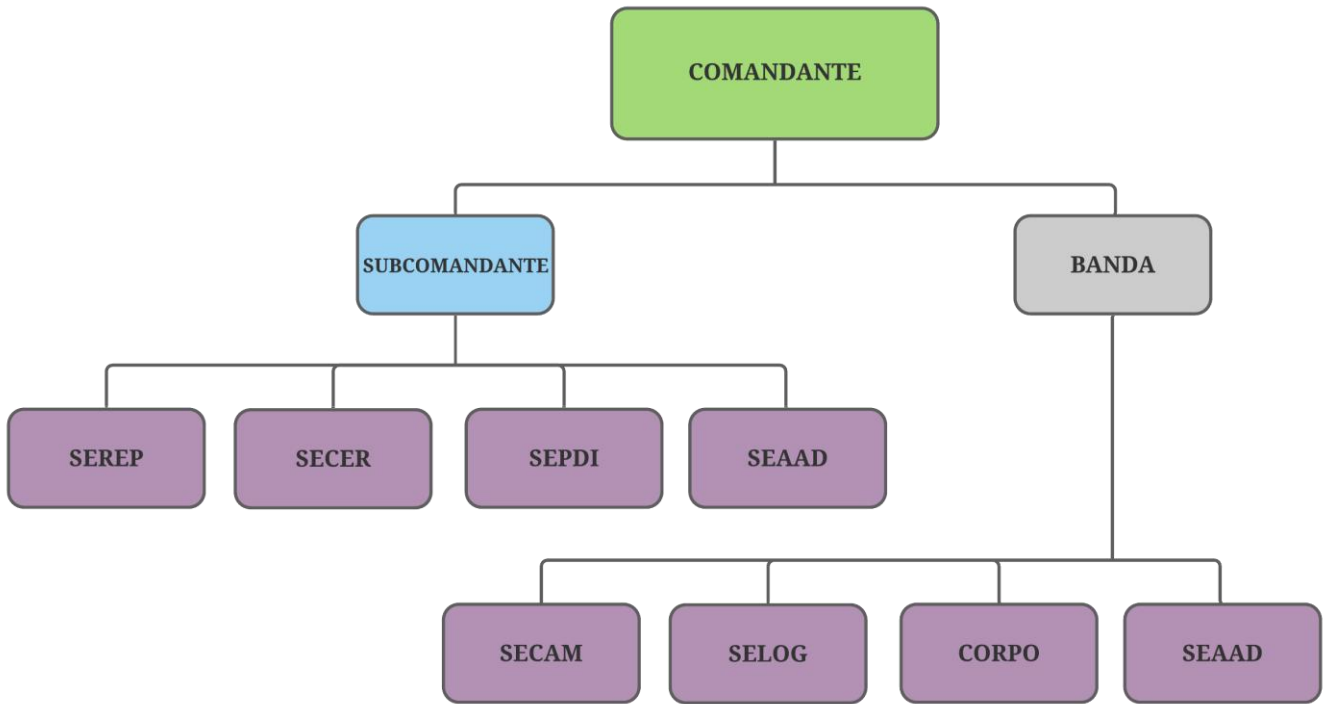 COMANDANTE
SUBCOMANDANTE
BANDA
SEREP
SECER
SEPDI
SEAAD
SECAM
SELOG
CORPO
SEAAD